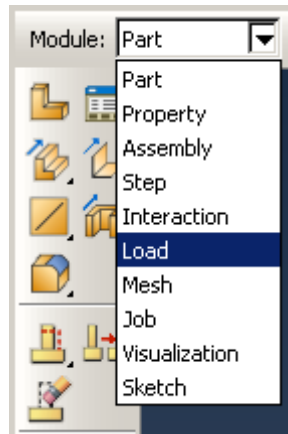 Module: Part
Part
Property
Assembly
Step
Interaction
Load
Mesh
Job
Visualization
Sketch